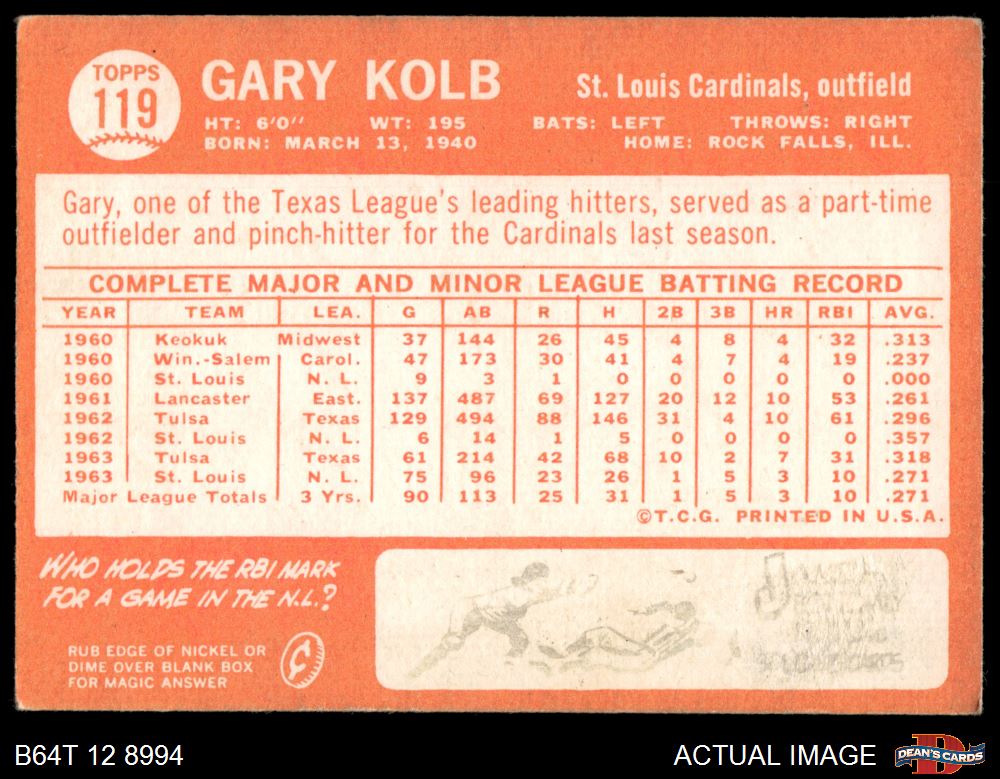 TOPPS
119
GARY KOLB
St. Louis Cardinals, outfield
HT: 6'0" WT: 195 BATS: LEFT THROWS: RIGHT
BORN: MARCH 13, 1940 HOME: ROCK FALLS, ILL.
Gary, one of the Texas League's leading hitters, served as a part-time
outfielder and pinch-hitter for the Cardinals last season.
COMPLETE MAJOR AND MINOR LEAGUE BATTING RECORD
YEAR TEAM LEA. G AB R H 2B 3B HR RBI AVG.
1960 Keokuk Midwest 37 144 26 45 4 8 4 32 .313
1960 Win.-Salem Carol. 47 173 30 41 4 7 4 19 .237
1960 St. Louis N. L. 9 3 1 0 0 0 0 0 .000
1961 Lancaster East. 137 487 69 127 20 12 10 53 .261
1962 Tulsa Texas 129 494 88 146 31 4 10 61 .296
1962 St. Louis N. L. 6 14 1 5 0 0 0 0 .357
1963 Tulsa Texas 61 214 42 68 10 2 7 31 .318
1963 St. Louis N. L. 75 96 23 26 1 5 3 10 .271
Major League Totals 3 Yrs. 90 113 25 31 1 5 3 10 .271
©T.C.G. PRINTED IN U.S.A.
WHO HOLDS THE RBI MARK
FOR A GAME IN THE N.L.?
RUB EDGE OF NICKEL OR
DIME OVER BLANK BOX
FOR MAGIC ANSWER
B64T 12 8994 ACTUAL IMAGE
DEAN'S CARDS